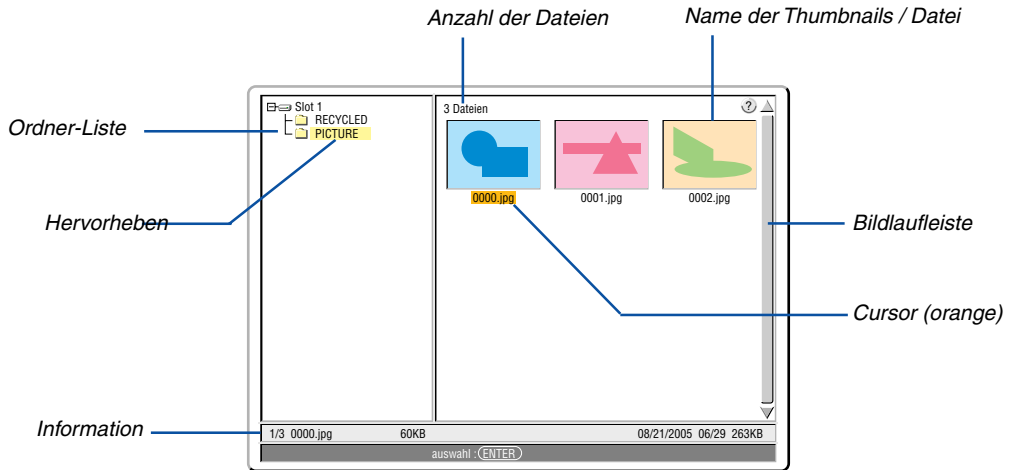 Anzahl der Dateien
Name der Thumbnails / Datei
Ordner-Liste
Slot 1
RECYCLED
PICTURE
3 Dateien
?
0000.jpg
0001.jpg
0002.jpg
Hervorheben
Bildlaufleiste
Cursor (orange)
Information
1/3 0000.jpg 60KB 08/21/2005 06/29 263KB
auswahl : ENTER